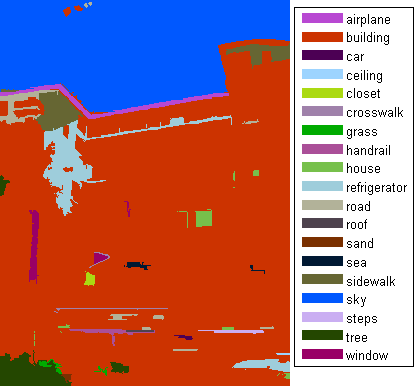 airplane
building
car
ceiling
closet
crosswalk
grass
handrail
house
refrigerator
road
roof
sand
sea
sidewalk
sky
steps
tree
window